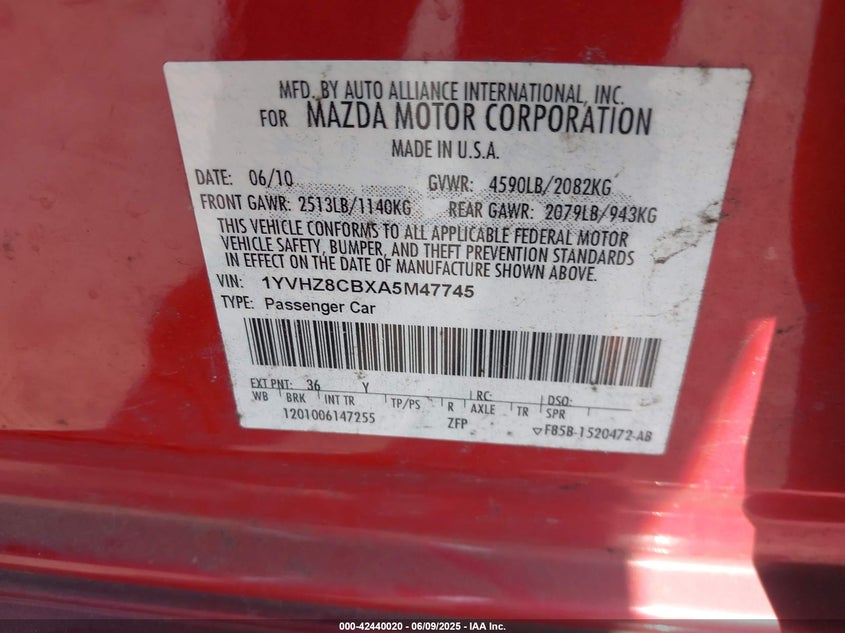 MFD. BY AUTO ALLIANCE INTERNATIONAL, INC.
FOR MAZDA MOTOR CORPORATION
MADE IN U.S.A.
DATE: 06/10 GVWR: 4590LB/2082KG
FRONT GAWR: 2513LB/1140KG REAR GAWR: 2079LB/943KG
THIS VEHICLE CONFORMS TO ALL APPLICABLE FEDERAL MOTOR
VEHICLE SAFETY, BUMPER, AND THEFT PREVENTION STANDARDS
IN EFFECT ON THE DATE OF MANUFACTURE SHOWN ABOVE.
VIN: 1YVHZ8CBXA5M47745
TYPE: Passenger Car
EXT PNT: 36 Y RC: DSO:
WB BRK INT TR TP/PS R AXLE TR SPR
1201006147255 ZFP F85B-1520472-AB
000-42440020 | 06/09/2025 - IAA Inc.